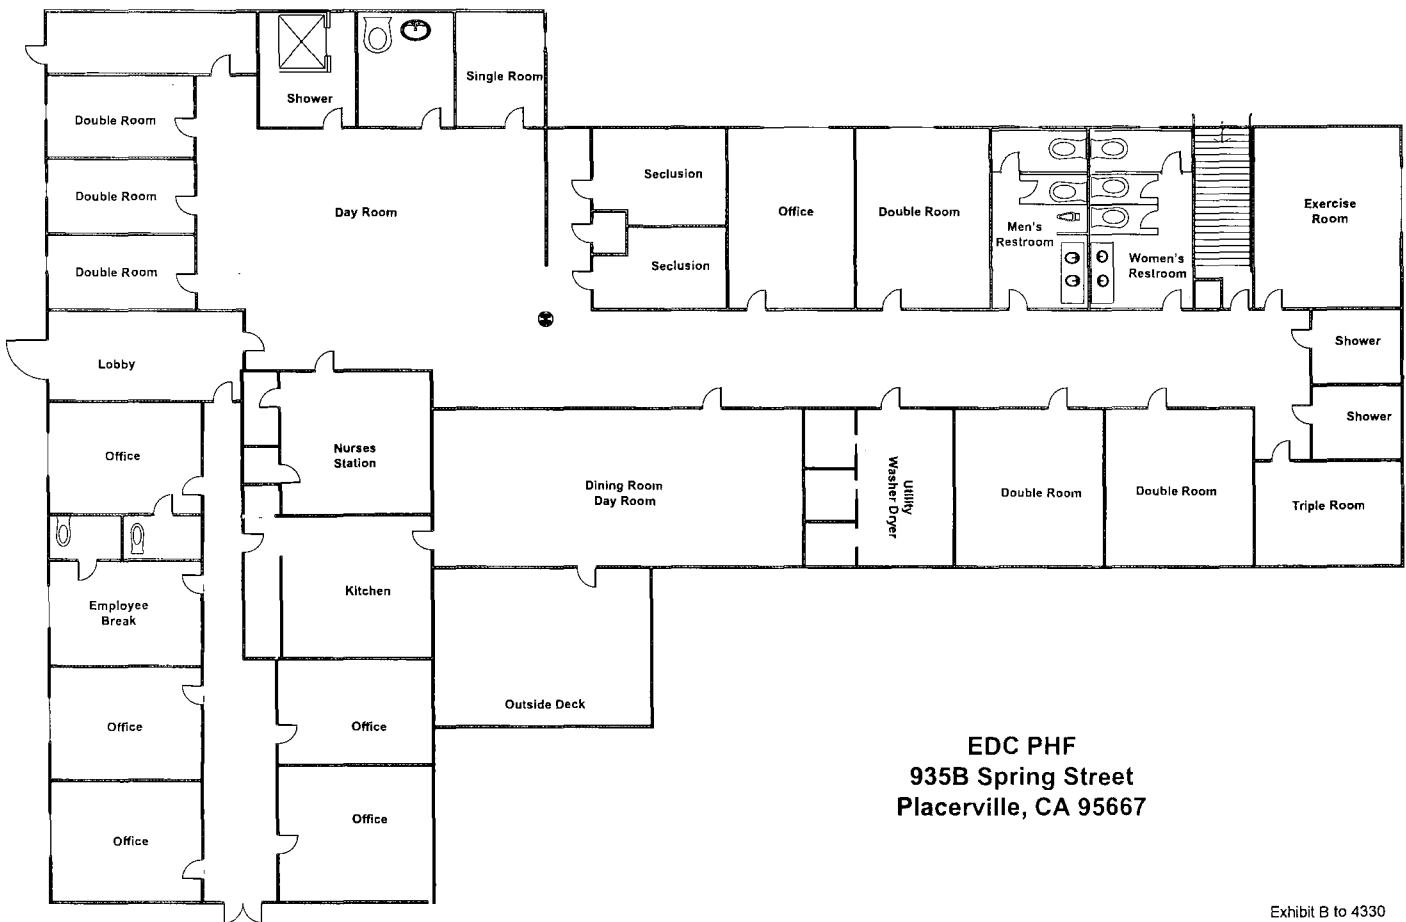 Single Room
Shower
Double Room
Double Room
Double Room
Day Room
Seclusion
Seclusion
Office
Double Room
Men's
Restroom
Women's
Restroom
Exercise
Room
Lobby
Shower
Shower
Office
Nurses
Station
Dining Room
Day Room
Utility
Washer Dryer
Double Room
Double Room
Triple Room
Employee
Break
Kitchen
Office
Office
Outside Deck
Office
Office
EDC PHF
935B Spring Street
Placerville, CA 95667
Exhibit B to 4330